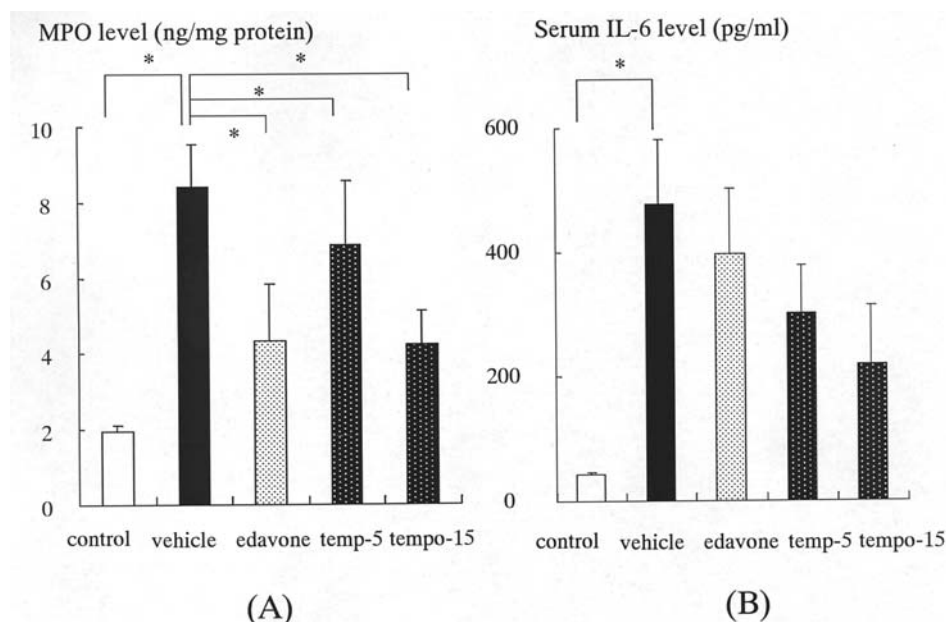 MPO level (ng/mg protein)
*
*
*
*
10
8
6
4
2
0
control vehicle edavone temp-5 tempo-15
(A)
Serum IL-6 level (pg/ml)
*
600
400
200
0
control vehicle edavone temp-5 tempo-15
(B)